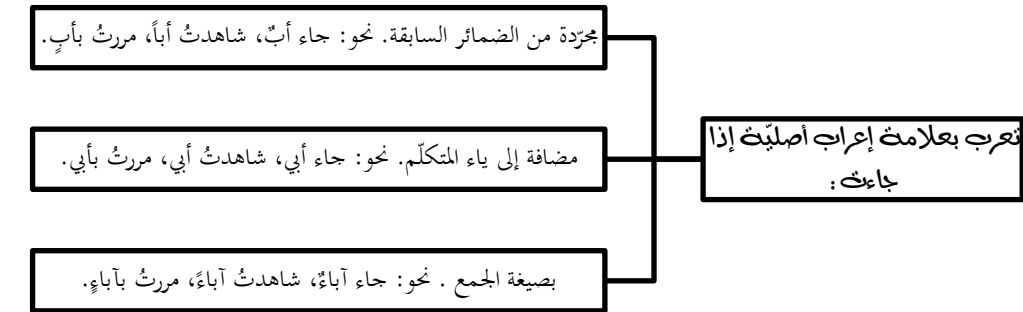 تعرب بعلامة إعراب أصليّة إذا
جاءت :
مجرّدة من الضمائر السابقة. نحو: جاء أبٌ، شاهدتُ أباً، مررتُ بأبٍ.
مضافة إلى ياء المتكلّم. نحو: جاء أبي، شاهدتُ أبي، مررتُ بأبي.
بصيغة الجمع . نحو: جاء آباءٌ، شاهدتُ آباءً، مررتُ بآباءٍ.